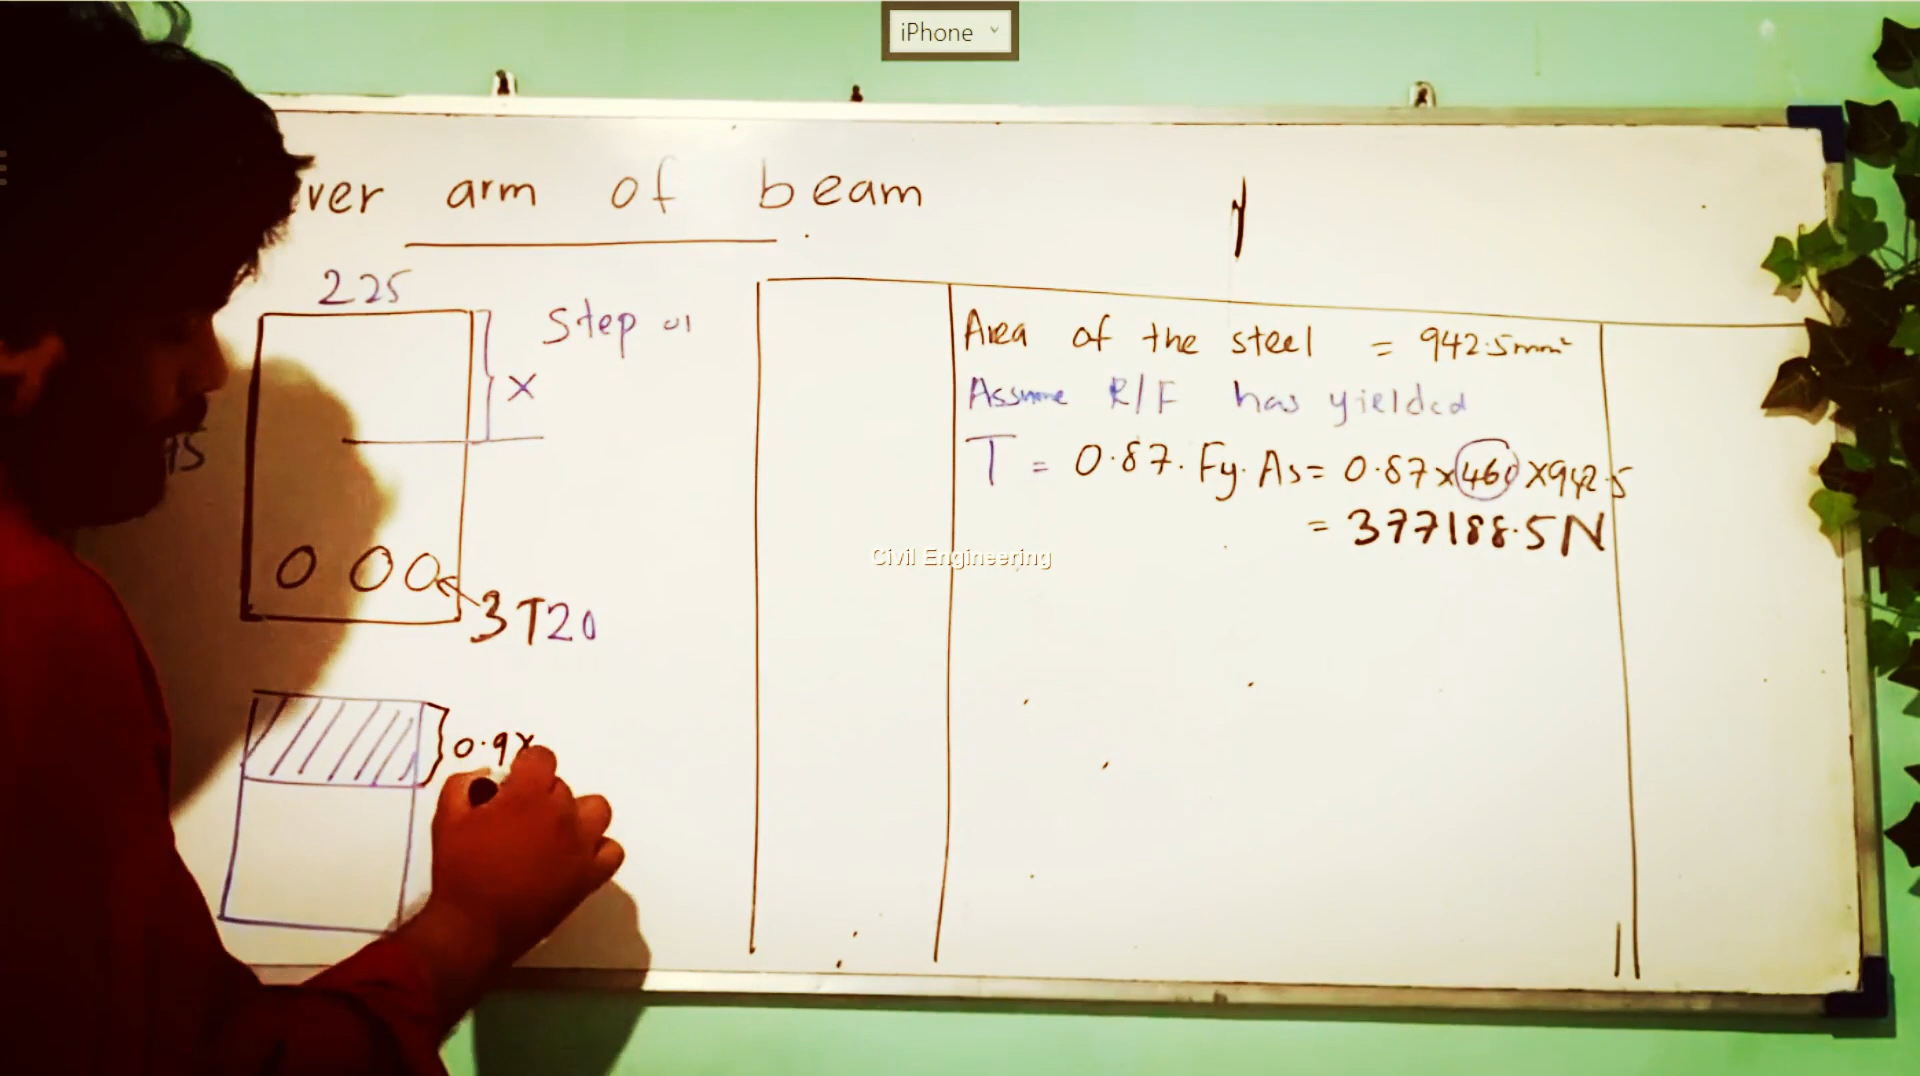 iPhone
ver arm of beam
225
Step 01
x
3T20
0.9x
Area of the steel = 942.5mm²
Assume R/F has yielded
T = 0.87.Fy.As = 0.87×460×942.5
= 377188.5N
Civil Engineering